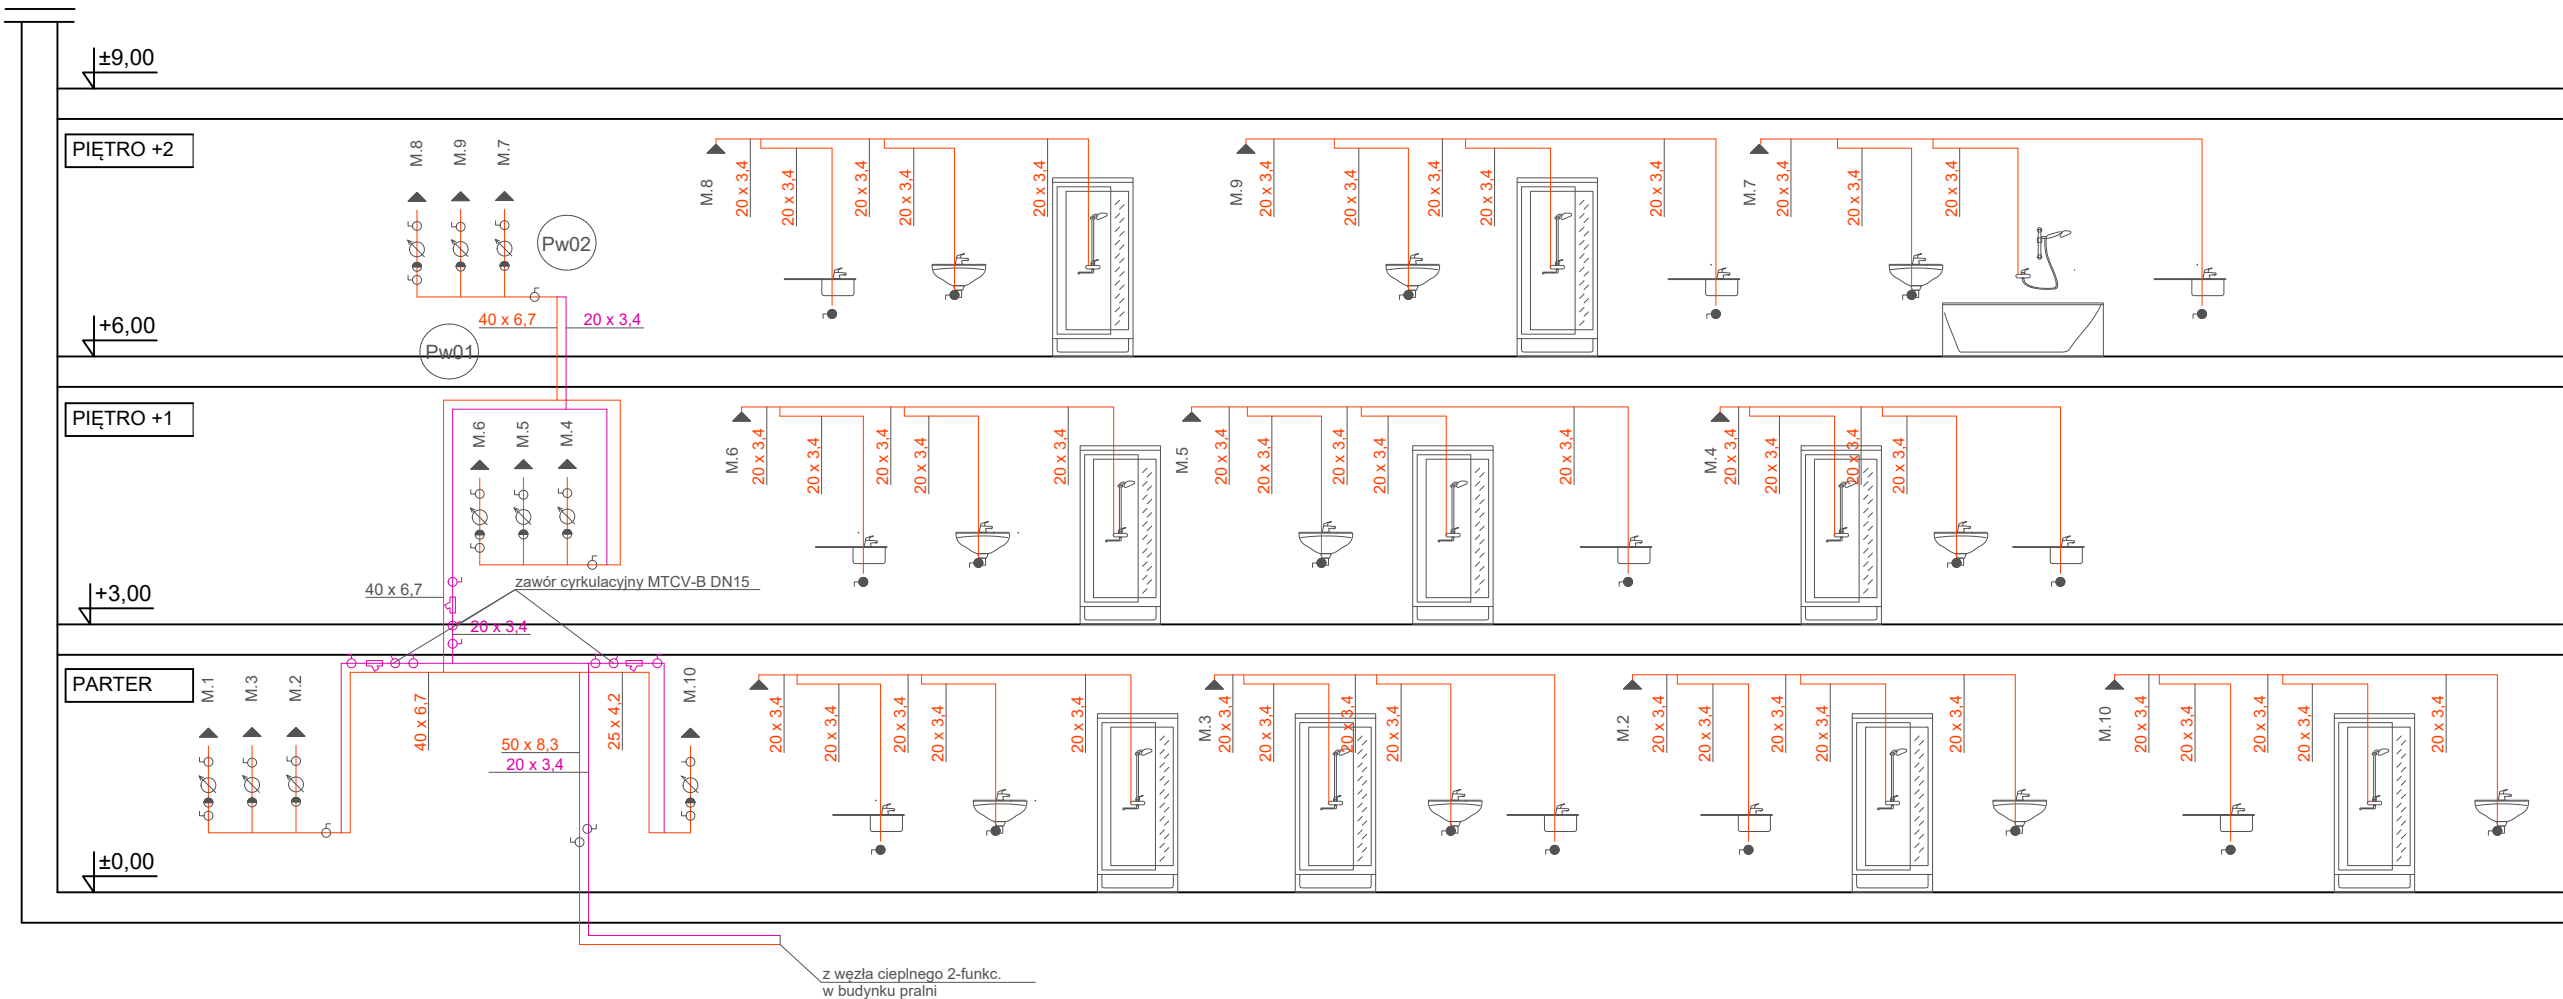 ±9,00
PIĘTRO +2
M.8
M.9
M.7
Pw02
40 x 6,7
20 x 3,4
Pw01
M.8
20 x 3,4
20 x 3,4
20 x 3,4
20 x 3,4
20 x 3,4
M.9
20 x 3,4
20 x 3,4
20 x 3,4
20 x 3,4
20 x 3,4
M.7
20 x 3,4
20 x 3,4
20 x 3,4
+6,00
PIĘTRO +1
M.6
M.5
M.4
40 x 6,7
zawór cyrkulacyjny MTCV-B DN15
20 x 3,4
M.6
20 x 3,4
20 x 3,4
20 x 3,4
20 x 3,4
20 x 3,4
M.5
20 x 3,4
20 x 3,4
20 x 3,4
20 x 3,4
20 x 3,4
M.4
20 x 3,4
20 x 3,4
20 x 3,4
20 x 3,4
+3,00
PARTER
M.1
M.3
M.2
40 x 6,7
50 x 8,3
20 x 3,4
25 x 4,2
M.10
20 x 3,4
20 x 3,4
20 x 3,4
20 x 3,4
20 x 3,4
M.3
20 x 3,4
20 x 3,4
20 x 3,4
20 x 3,4
M.2
20 x 3,4
20 x 3,4
20 x 3,4
20 x 3,4
20 x 3,4
M.10
20 x 3,4
20 x 3,4
20 x 3,4
20 x 3,4
20 x 3,4
±0,00
z węzła cieplnego 2-funkc.
w budynku pralni